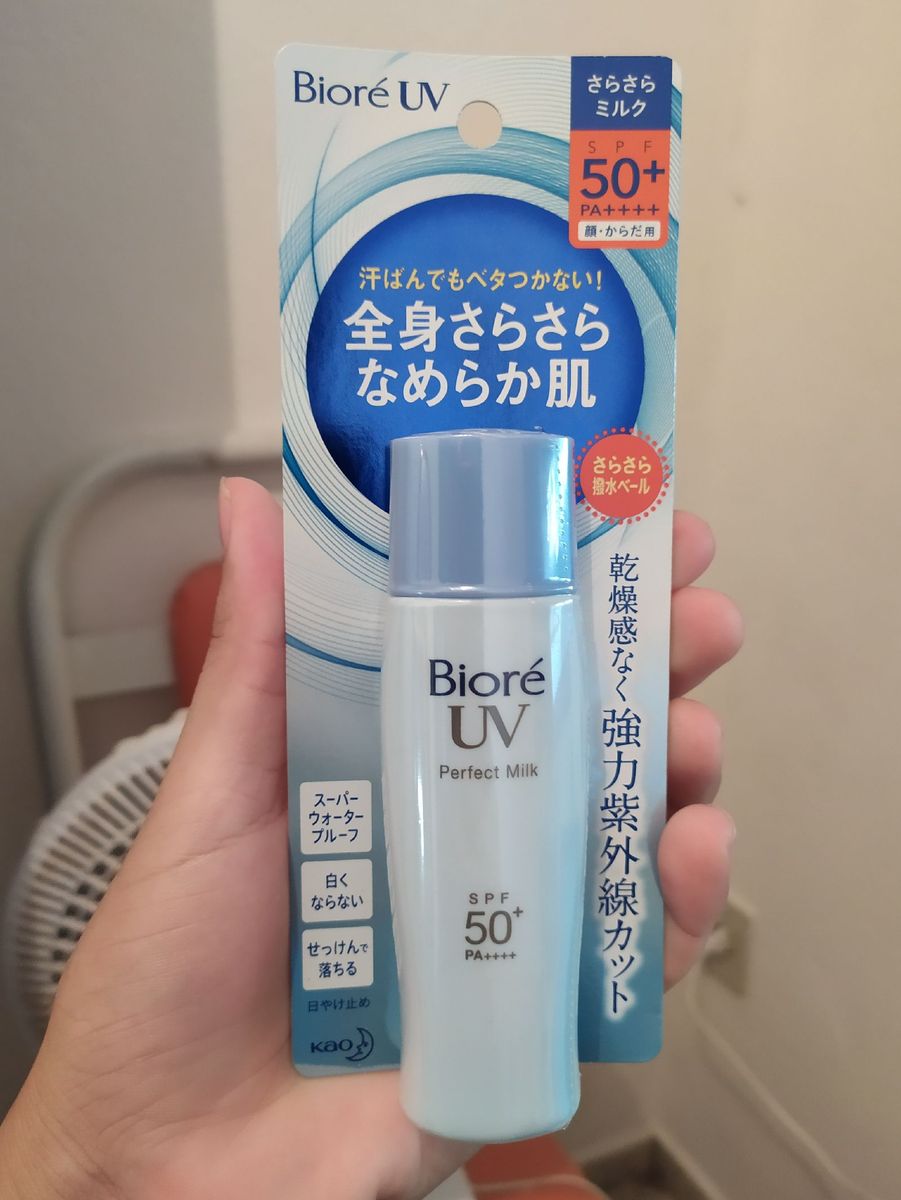 Bioré UV
さらさら
ミルク
SPF
50+
PA++++
顔・からだ用
汗ばんでもベタつかない!
全身さらさら
なめらか肌
さらさら
撥水ベール
乾燥感なく強力紫外線カット
Bioré
UV
Perfect Milk
SPF
50+
PA++++
スーパー
ウォーター
プルーフ
白く
ならない
せっけんで
落ちる
日やけ止め
Kao